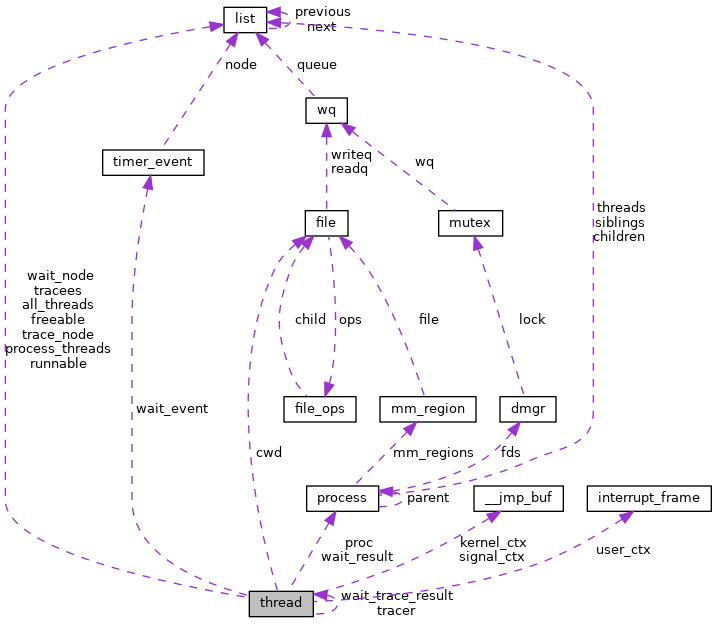 list
previous
next
node
queue
wq
timer_event
writeq
readq
wq
file
mutex
threads
siblings
children
wait_node
tracees
all_threads
freeable
trace_node
process_threads
runnable
child
ops
file
lock
wait_event
file_ops
mm_region
dmgr
cwd
mm_regions
fds
process
parent
__jmp_buf
interrupt_frame
proc
wait_result
kernel_ctx
signal_ctx
user_ctx
thread
wait_trace_result
tracer